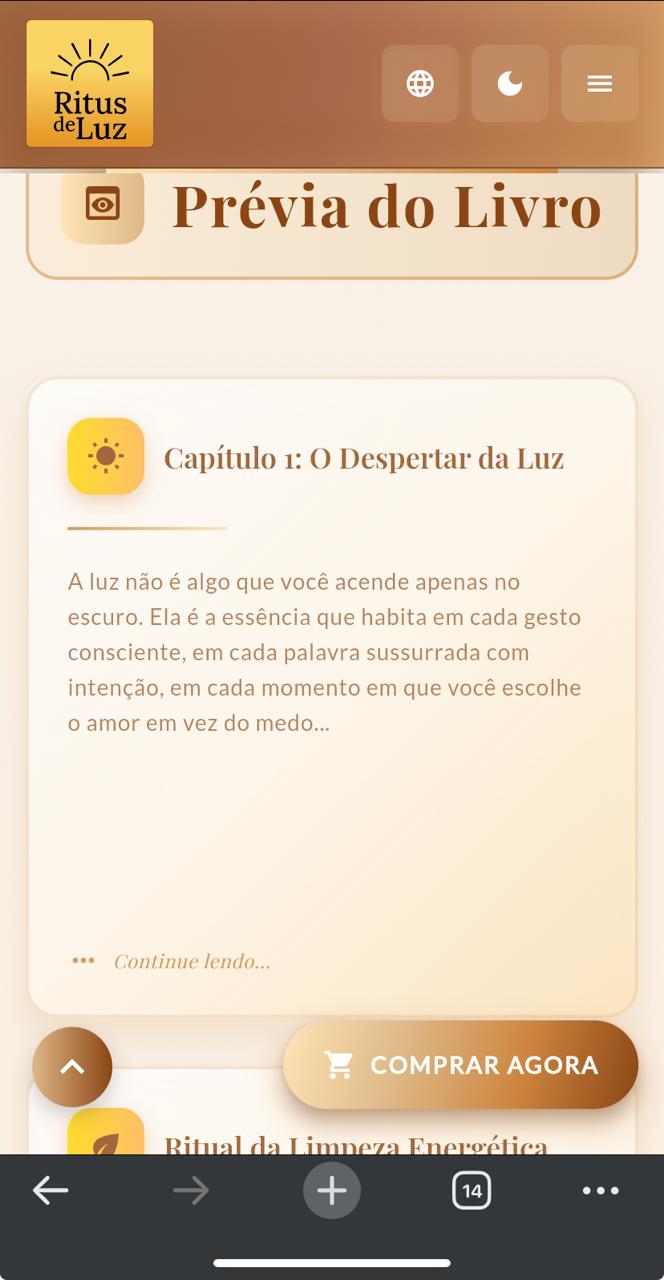 Ritus
deLuz
Prévia do Livro
Capítulo 1: O Despertar da Luz
A luz não é algo que você acende apenas no
escuro. Ela é a essência que habita em cada gesto
consciente, em cada palavra sussurrada com
intenção, em cada momento em que você escolhe
o amor em vez do medo...
Continue lendo...
COMPRAR AGORA
Ritual da Limpeza Energética
14